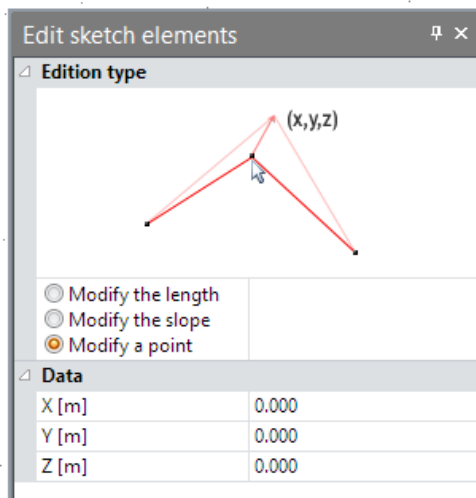 Edit sketch elements
Edition type
(x,y,z)
Modify the length
Modify the slope
Modify a point
Data
X [m] 0.000
Y [m] 0.000
Z [m] 0.000